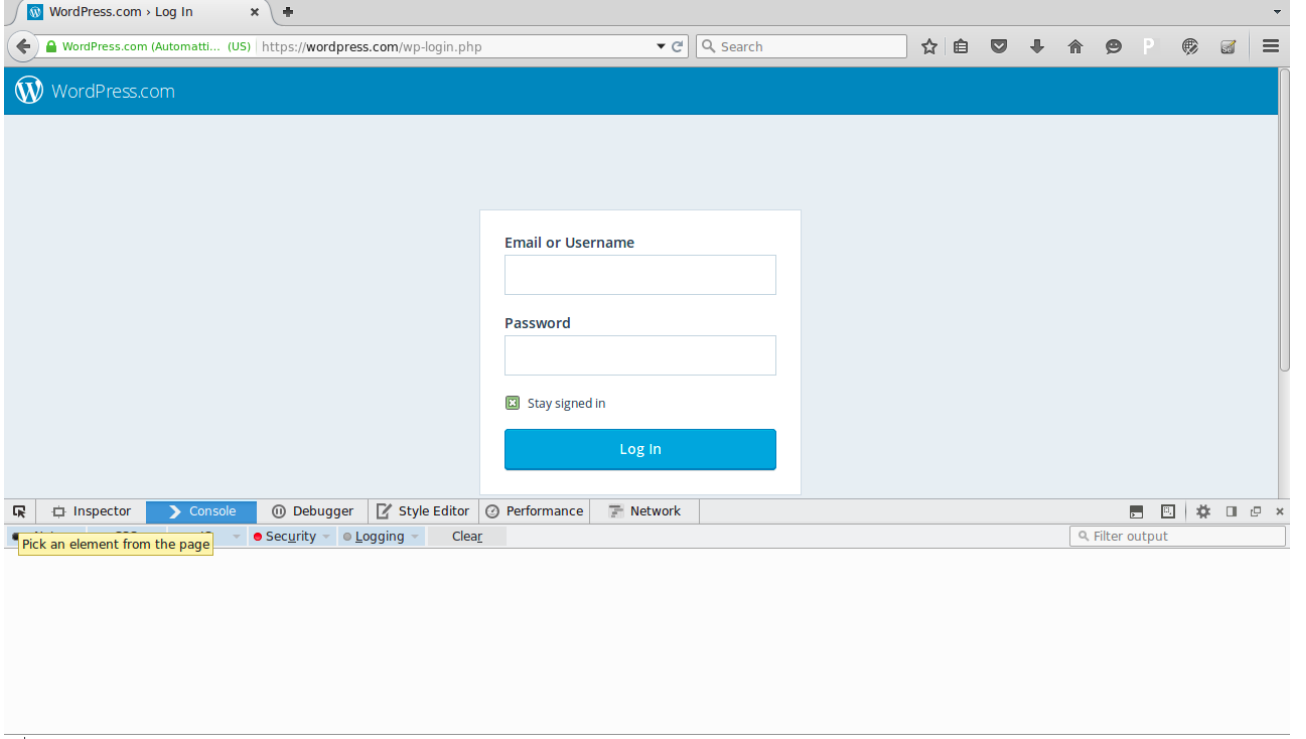 WordPress.com › Log In
WordPress.com (Automatti... (US) https://wordpress.com/wp-login.php Search
WordPress.com
Email or Username
Password
Stay signed in
Log In
Inspector Console Debugger Style Editor Performance Network
Security Logging Clear Filter output
Pick an element from the page